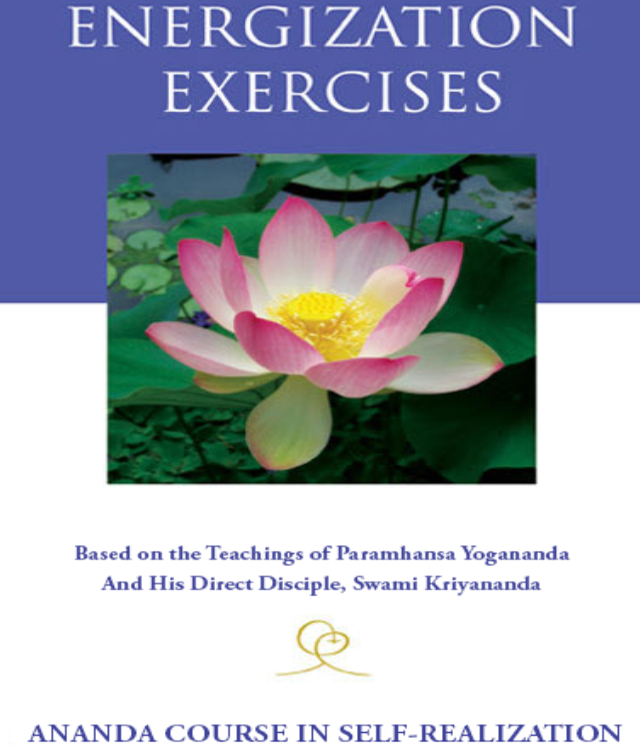 ENERGIZATION
EXERCISES
Based on the Teachings of Paramhansa Yogananda
And His Direct Disciple, Swami Kriyananda
ANANDA COURSE IN SELF-REALIZATION